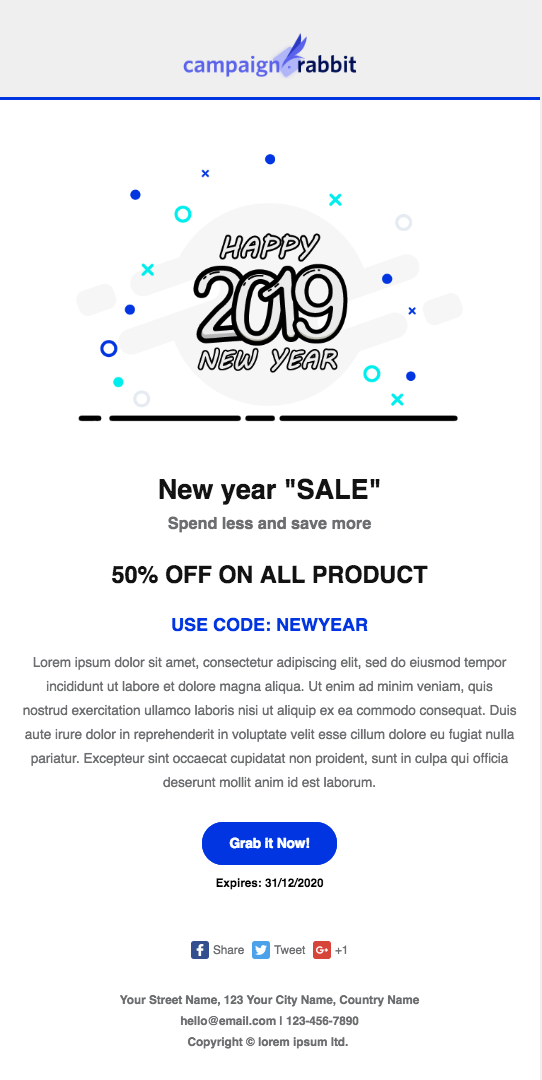 campaign rabbit
HAPPY
2019
NEW YEAR
New year "SALE"
Spend less and save more
50% OFF ON ALL PRODUCT
USE CODE: NEWYEAR
Lorem ipsum dolor sit amet, consectetur adipiscing elit, sed do eiusmod tempor
incididunt ut labore et dolore magna aliqua. Ut enim ad minim veniam, quis
nostrud exercitation ullamco laboris nisi ut aliquip ex ea commodo consequat. Duis
aute irure dolor in reprehenderit in voluptate velit esse cillum dolore eu fugiat nulla
pariatur. Excepteur sint occaecat cupidatat non proident, sunt in culpa qui officia
deserunt mollit anim id est laborum.
Grab it Now!
Expires: 31/12/2020
f Share Tweet G+ +1
Your Street Name, 123 Your City Name, Country Name
hello@email.com | 123-456-7890
Copyright © lorem ipsum ltd.